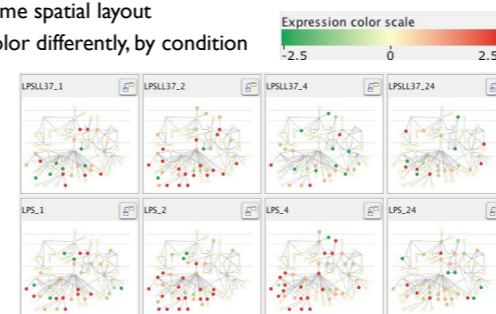 me spatial layout
olor differently, by condition
Expression color scale
-2.5 0 2.5
LPSLL37_1 LPSLL37_2 LPSLL37_4 LPSLL37_24
LPS_1 LPS_2 LPS_4 LPS_24